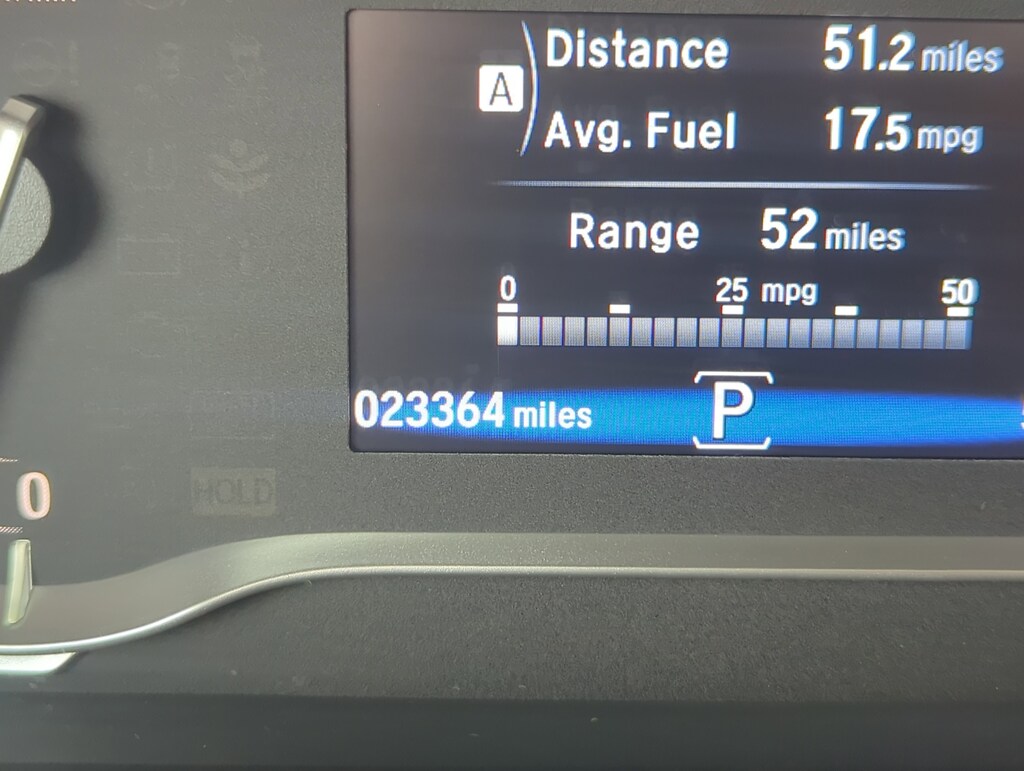 Distance 51.2 miles
A
Avg. Fuel 17.5 mpg
Range 52 miles
0 25 mpg 50
023364 miles P
0
HOLD